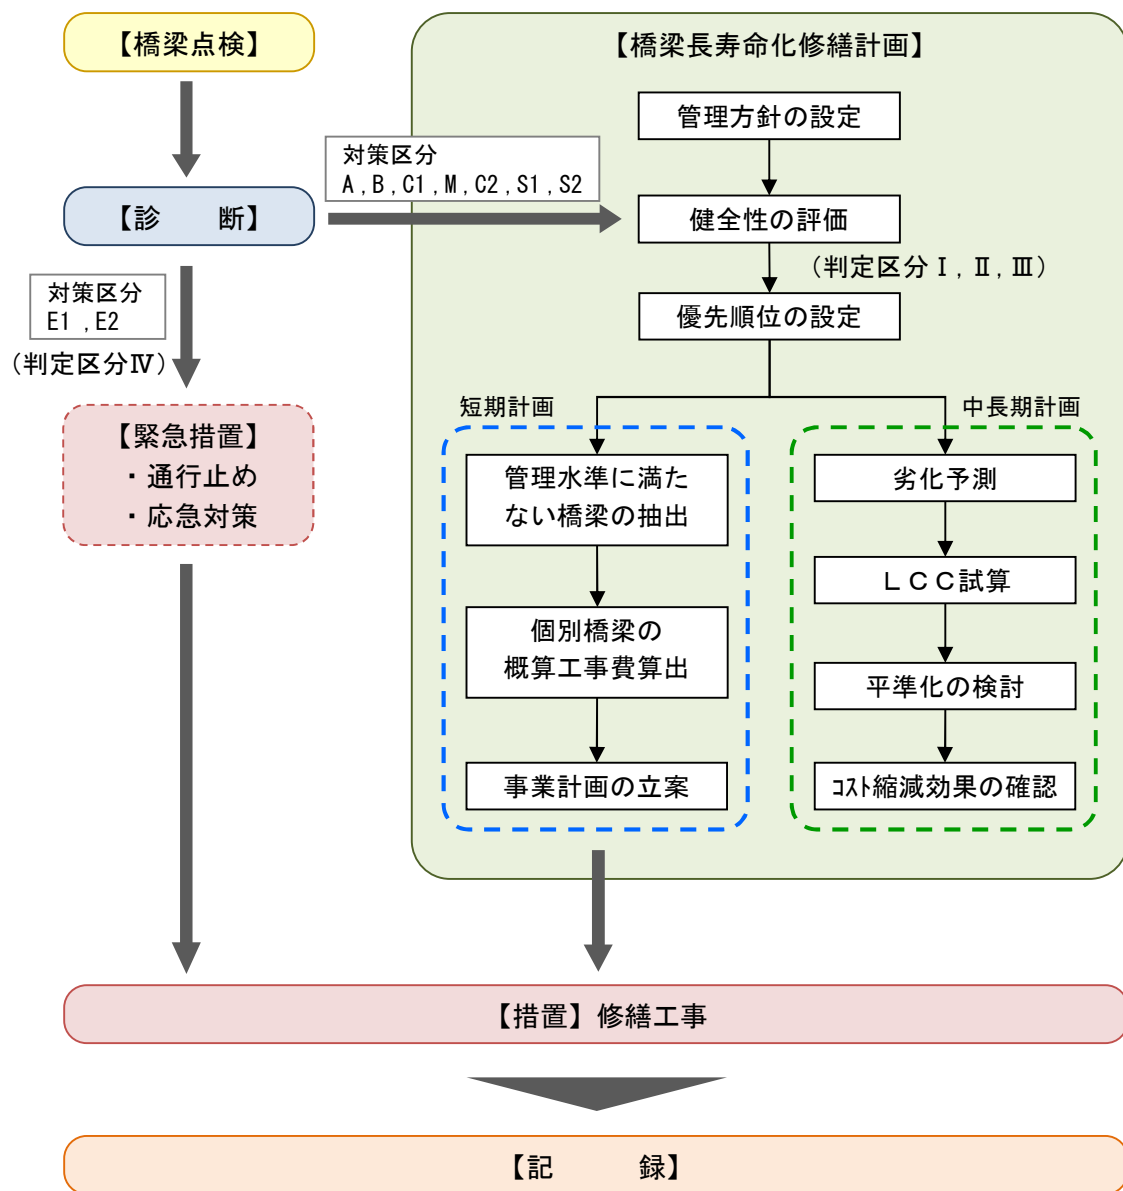 【橋梁点検】
【診　　断】
対策区分
E1 ,E2
(判定区分Ⅳ)
【緊急措置】
・通行止め
・応急対策
対策区分
A,B,C1,M,C2,S1,S2
【橋梁長寿命化修繕計画】
管理方針の設定
健全性の評価
(判定区分Ⅰ,Ⅱ,Ⅲ)
優先順位の設定
短期計画
管理水準に満た
ない橋梁の抽出
個別橋梁の
概算工事費算出
事業計画の立案
中長期計画
劣化予測
ＬＣＣ試算
平準化の検討
ｺｽﾄ縮減効果の確認
【措置】修繕工事
【記　　　録】